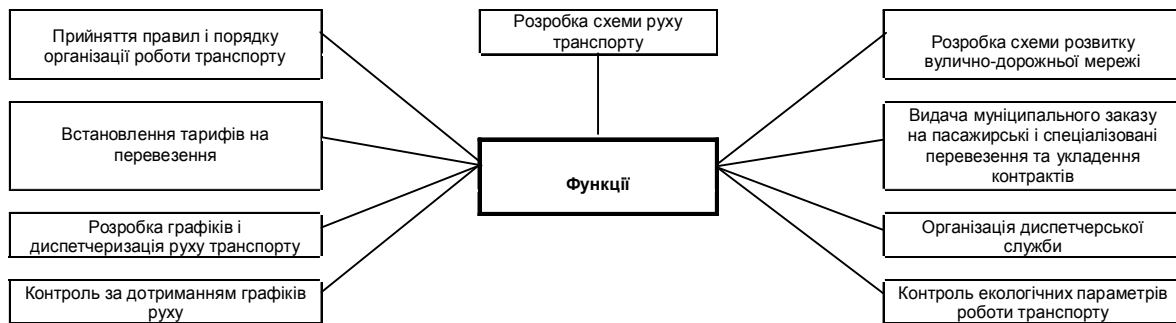 Прийняття правил і порядку
організації роботи транспорту
Розробка схеми руху
транспорту
Розробка схеми розвитку
вулично-дорожньої мережі
Встановлення тарифів на
перевезення
Функції
Видача муніципального заказу
на пасажирські і спеціалізовані
перевезення та укладення
контрактів
Розробка графіків і
диспетчеризація руху транспорту
Організація диспетчерської
служби
Контроль за дотриманням графіків
руху
Контроль екологічних параметрів
роботи транспорту